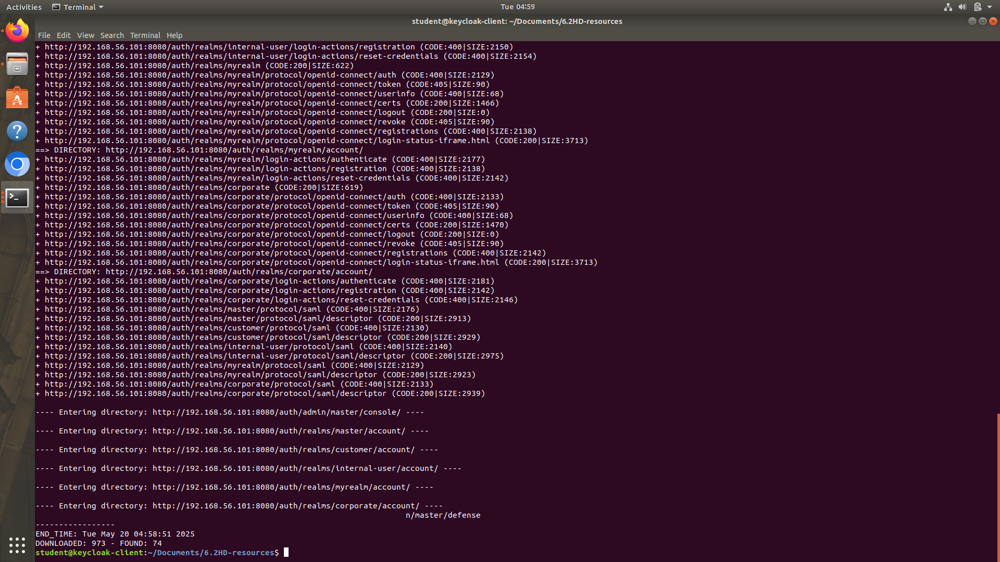 Activities Terminal Tue 04:59
student@keycloak-client: ~/Documents/6.2HD-resources
File Edit View Search Terminal Help
+ http://192.168.56.101:8080/auth/realms/internal-user/login-actions/registration (CODE:400|SIZE:2150)
+ http://192.168.56.101:8080/auth/realms/internal-user/login-actions/reset-credentials (CODE:400|SIZE:2154)
+ http://192.168.56.101:8080/auth/realms/myrealm (CODE:200|SIZE:622)
+ http://192.168.56.101:8080/auth/realms/myrealm/protocol/openid-connect/auth (CODE:400|SIZE:2129)
+ http://192.168.56.101:8080/auth/realms/myrealm/protocol/openid-connect/token (CODE:405|SIZE:90)
+ http://192.168.56.101:8080/auth/realms/myrealm/protocol/openid-connect/userinfo (CODE:400|SIZE:68)
+ http://192.168.56.101:8080/auth/realms/myrealm/protocol/openid-connect/certs (CODE:200|SIZE:1466)
+ http://192.168.56.101:8080/auth/realms/myrealm/protocol/openid-connect/logout (CODE:200|SIZE:0)
+ http://192.168.56.101:8080/auth/realms/myrealm/protocol/openid-connect/revoke (CODE:405|SIZE:90)
+ http://192.168.56.101:8080/auth/realms/myrealm/protocol/openid-connect/registrations (CODE:400|SIZE:2138)
+ http://192.168.56.101:8080/auth/realms/myrealm/protocol/openid-connect/login-status-iframe.html (CODE:200|SIZE:3713)
==> DIRECTORY: http://192.168.56.101:8080/auth/realms/myrealm/account/
+ http://192.168.56.101:8080/auth/realms/myrealm/login-actions/authenticate (CODE:400|SIZE:2177)
+ http://192.168.56.101:8080/auth/realms/myrealm/login-actions/registration (CODE:400|SIZE:2138)
+ http://192.168.56.101:8080/auth/realms/myrealm/login-actions/reset-credentials (CODE:400|SIZE:2142)
+ http://192.168.56.101:8080/auth/realms/corporate (CODE:200|SIZE:619)
+ http://192.168.56.101:8080/auth/realms/corporate/protocol/openid-connect/auth (CODE:400|SIZE:2133)
+ http://192.168.56.101:8080/auth/realms/corporate/protocol/openid-connect/token (CODE:405|SIZE:90)
+ http://192.168.56.101:8080/auth/realms/corporate/protocol/openid-connect/userinfo (CODE:400|SIZE:68)
+ http://192.168.56.101:8080/auth/realms/corporate/protocol/openid-connect/certs (CODE:200|SIZE:1470)
+ http://192.168.56.101:8080/auth/realms/corporate/protocol/openid-connect/logout (CODE:200|SIZE:0)
+ http://192.168.56.101:8080/auth/realms/corporate/protocol/openid-connect/revoke (CODE:405|SIZE:90)
+ http://192.168.56.101:8080/auth/realms/corporate/protocol/openid-connect/registrations (CODE:400|SIZE:2142)
+ http://192.168.56.101:8080/auth/realms/corporate/protocol/openid-connect/login-status-iframe.html (CODE:200|SIZE:3713)
==> DIRECTORY: http://192.168.56.101:8080/auth/realms/corporate/account/
+ http://192.168.56.101:8080/auth/realms/corporate/login-actions/authenticate (CODE:400|SIZE:2181)
+ http://192.168.56.101:8080/auth/realms/corporate/login-actions/registration (CODE:400|SIZE:2142)
+ http://192.168.56.101:8080/auth/realms/corporate/login-actions/reset-credentials (CODE:400|SIZE:2146)
+ http://192.168.56.101:8080/auth/realms/master/protocol/saml (CODE:400|SIZE:2176)
+ http://192.168.56.101:8080/auth/realms/master/protocol/saml/descriptor (CODE:200|SIZE:2913)
+ http://192.168.56.101:8080/auth/realms/customer/protocol/saml (CODE:400|SIZE:2130)
+ http://192.168.56.101:8080/auth/realms/customer/protocol/saml/descriptor (CODE:200|SIZE:2929)
+ http://192.168.56.101:8080/auth/realms/internal-user/protocol/saml (CODE:400|SIZE:2140)
+ http://192.168.56.101:8080/auth/realms/internal-user/protocol/saml/descriptor (CODE:200|SIZE:2975)
+ http://192.168.56.101:8080/auth/realms/myrealm/protocol/saml (CODE:400|SIZE:2129)
+ http://192.168.56.101:8080/auth/realms/myrealm/protocol/saml/descriptor (CODE:200|SIZE:2923)
+ http://192.168.56.101:8080/auth/realms/corporate/protocol/saml (CODE:400|SIZE:2133)
+ http://192.168.56.101:8080/auth/realms/corporate/protocol/saml/descriptor (CODE:200|SIZE:2939)
---- Entering directory: http://192.168.56.101:8080/auth/admin/master/console/ ----
---- Entering directory: http://192.168.56.101:8080/auth/realms/master/account/ ----
---- Entering directory: http://192.168.56.101:8080/auth/realms/customer/account/ ----
---- Entering directory: http://192.168.56.101:8080/auth/realms/internal-user/account/ ----
---- Entering directory: http://192.168.56.101:8080/auth/realms/myrealm/account/ ----
---- Entering directory: http://192.168.56.101:8080/auth/realms/corporate/account/ ----
n/master/defense
-----------------
END_TIME: Tue May 20 04:58:51 2025
DOWNLOADED: 973 - FOUND: 74
student@keycloak-client:~/Documents/6.2HD-resources$